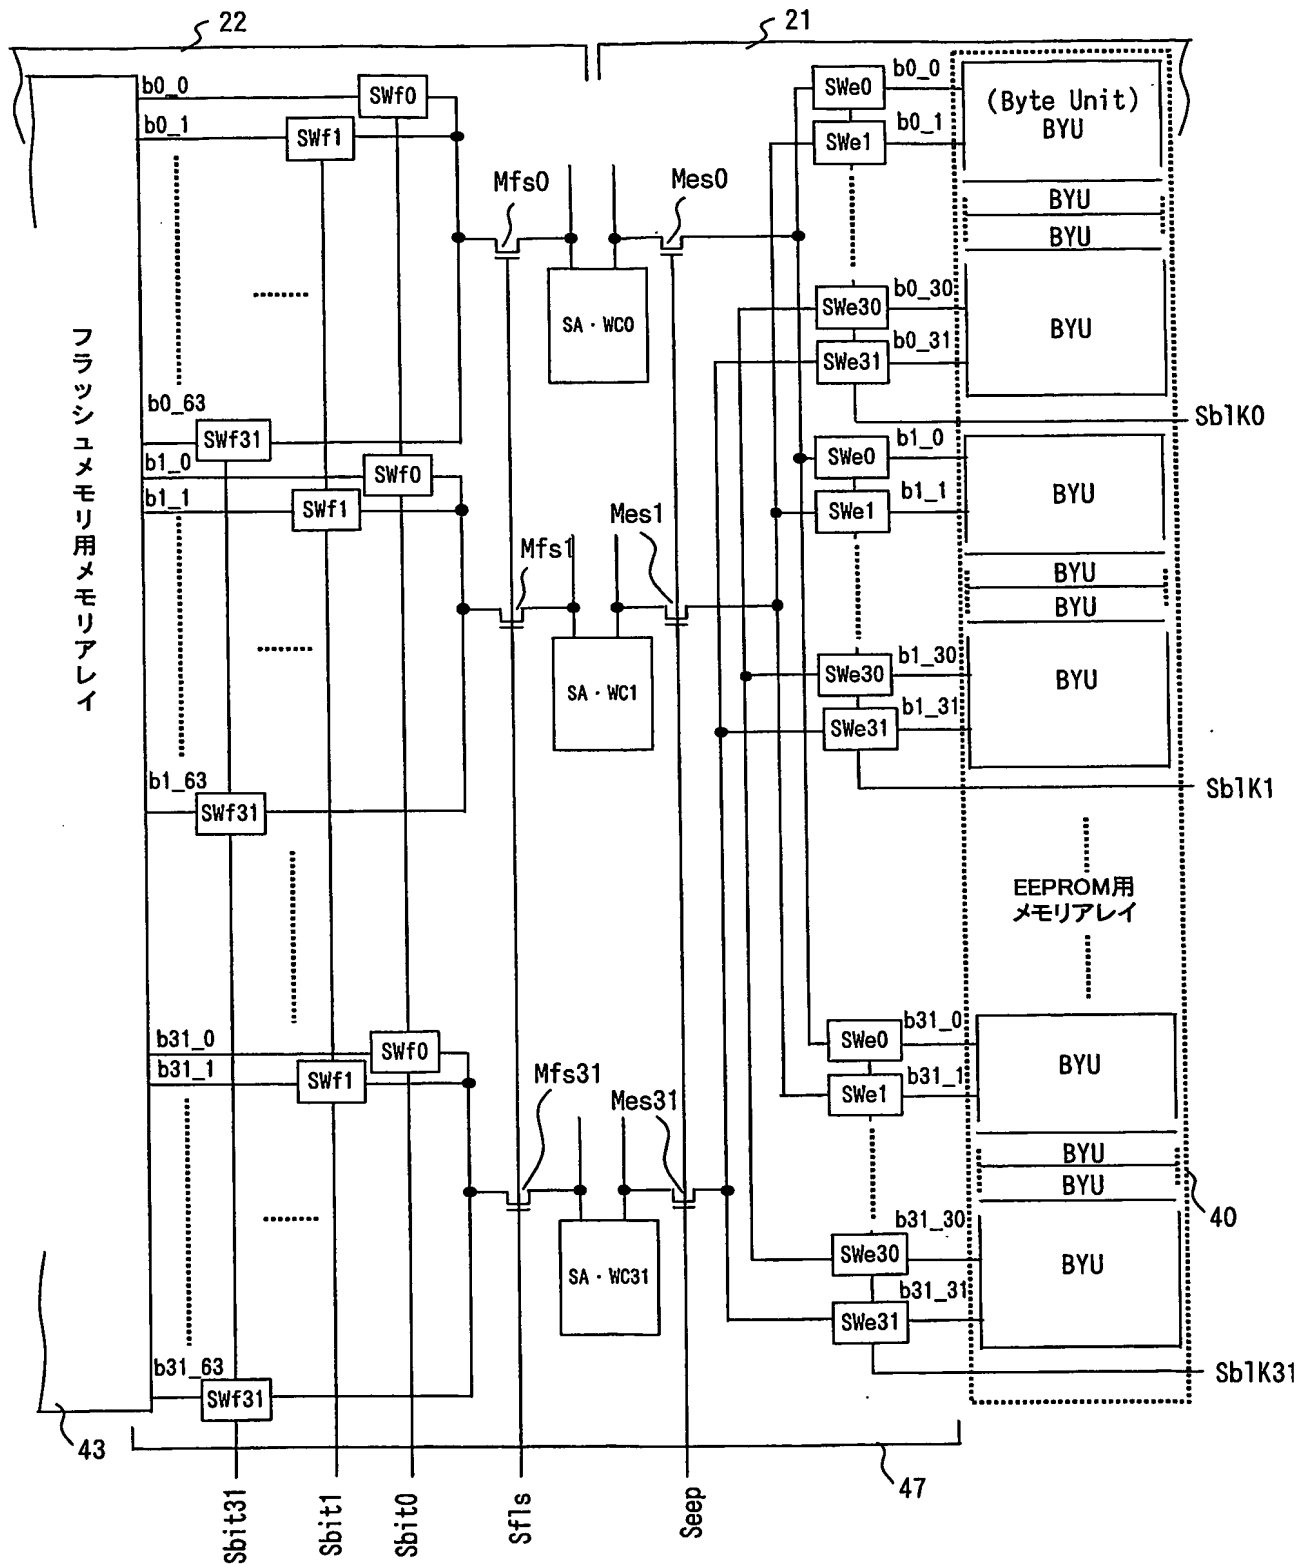 22
21
b0_0
SWf0
b0_1
SWf1
SWe0
b0_0
SWe1
b0_1
(Byte Unit)
BYU
BYU
BYU
Mfs0
Mes0
SA・WC0
SWe30
b0_30
SWe31
b0_31
BYU
SblK0
フラッシュメモリ用メモリアレイ
b0_63
SWf31
b1_0
SWf0
b1_1
SWf1
SWe0
b1_0
SWe1
b1_1
BYU
BYU
BYU
Mfs1
Mes1
SA・WC1
SWe30
b1_30
SWe31
b1_31
BYU
SblK1
b1_63
SWf31
EEPROM用
メモリアレイ
b31_0
SWf0
b31_1
SWf1
SWe0
b31_0
SWe1
b31_1
BYU
BYU
BYU
Mfs31
Mes31
SA・WC31
SWe30
b31_30
SWe31
b31_31
BYU
40
SblK31
b31_63
SWf31
43
47
Sbit31
Sbit1
Sbit0
Sfls
Seep